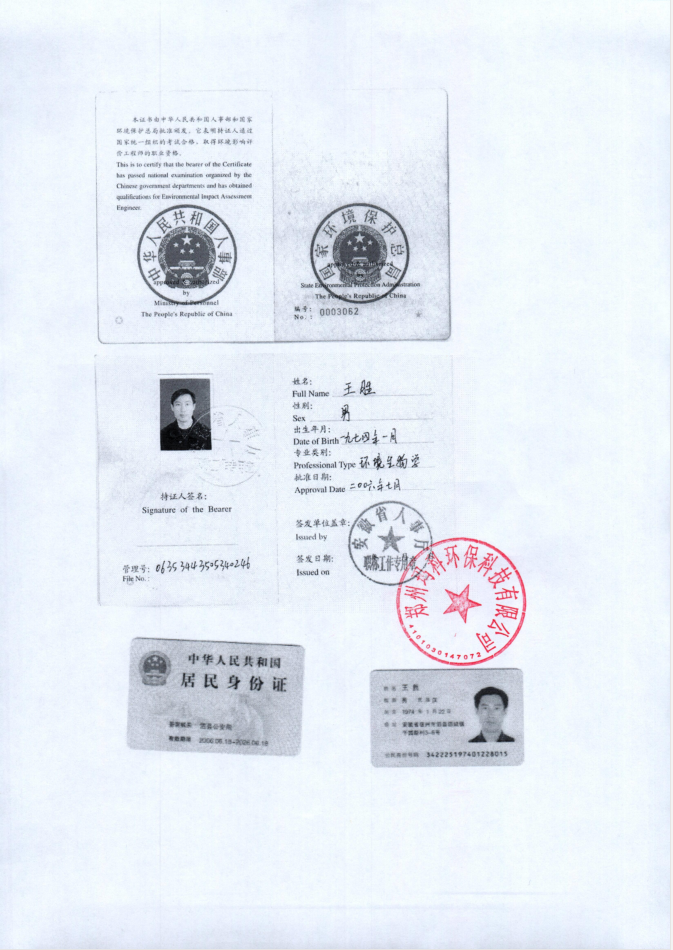 本证书由中华人民共和国人事部和国家
环境保护总局批准颁发。它表明持证人通过
国家统一组织的考试合格，取得环境影响评
价工程师的职业资格。
This is to certify that the bearer of the Certificate
has passed national examination organized by the
Chinese government departments and has obtained
qualifications for Environmental Impact Assessment
Engineer.
中华人民共和国人事部
approved & authorized
by
Ministry of Personnel
The People's Republic of China
国家环境保护总局
approved & authorized
by
State Environmental Protection Administration
The People's Republic of China
编号:
No. : 0003062
持证人签名:
Signature of the Bearer
管理号: 06353443505340246
File No. :
姓名:
Full Name 王胜
性别:
Sex 男
出生年月:
Date of Birth 一九七四年一月
专业类别:
Professional Type 环境生物学
批准日期:
Approval Date 二〇〇六年七月
签发单位盖章:
Issued by
签发日期:
Issued on
安徽省人事厅
职称工作专用章
科环保科技有限公司
4101030147072
中华人民共和国
居民身份证
签发机关 县公安局
有效期限 2006.06.18-2026.06.18
姓名 王胜
性别 男 民族 汉
出生 1974 年 1 月 22 日
住址
公民身份号码 342225197401228015